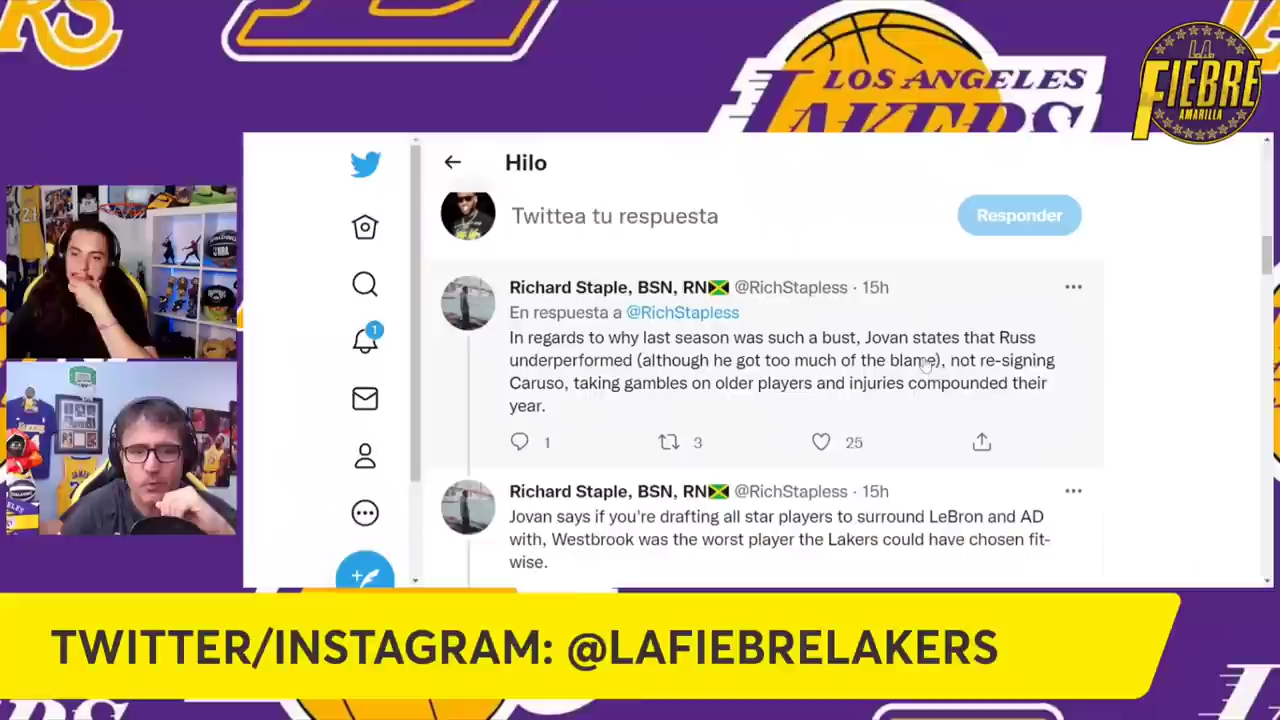 LOS ANGELES
LAKERS
L.A.
FIEBRE
AMARILLA
Hilo
Twittea tu respuesta
Responder
Richard Staple, BSN, RN🇯🇲 @RichStapless · 15h
En respuesta a @RichStapless
In regards to why last season was such a bust, Jovan states that Russ
underperformed (although he got too much of the blame), not re-signing
Caruso, taking gambles on older players and injuries compounded their
year.
1 3 25
1
Richard Staple, BSN, RN🇯🇲 @RichStapless · 15h
Jovan says if you're drafting all star players to surround LeBron and AD
with, Westbrook was the worst player the Lakers could have chosen fit-
wise.
TWITTER/INSTAGRAM: @LAFIEBRELAKERS